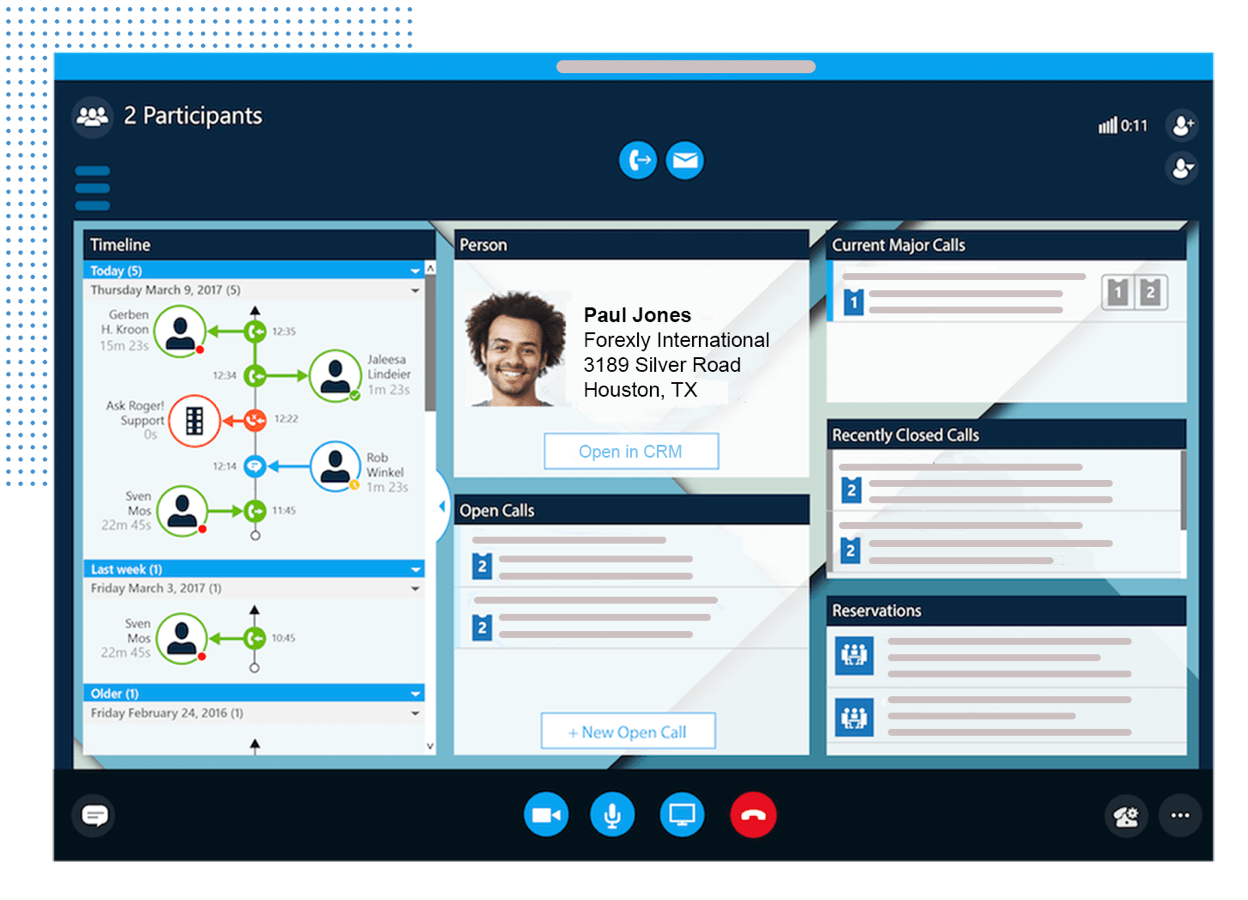 2 Participants
0:11
Timeline
Today (5)
Thursday March 9, 2017 (5)
Gerben
H. Kroon
15m 23s
12:35
12:34
Jaleesa
Lindeier
1m 23s
Ask Roger!
Support
0s
12:22
12:14
Rob
Winkel
1m 23s
Sven
Mos
22m 45s
11:45
Last week (1)
Friday March 3, 2017 (1)
Sven
Mos
22m 45s
10:45
Older (1)
Friday February 24, 2016 (1)
Person
Paul Jones
Forexly International
3189 Silver Road
Houston, TX
Open in CRM
Open Calls
2
2
+ New Open Call
Current Major Calls
1
1 2
Recently Closed Calls
2
2
Reservations